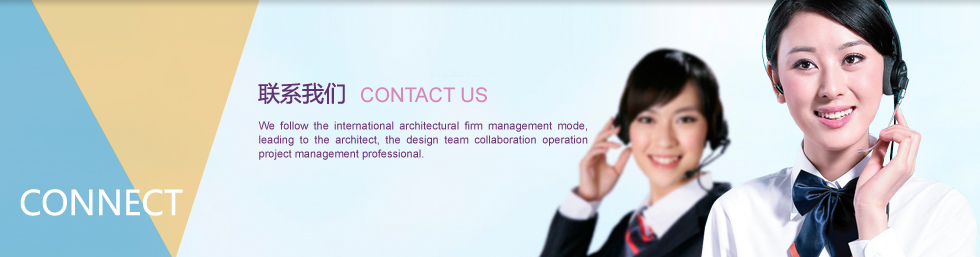 联系我们 CONTACT US
We follow the international architectural firm management mode,
leading to the architect, the design team collaboration operation
project management professional.
CONNECT